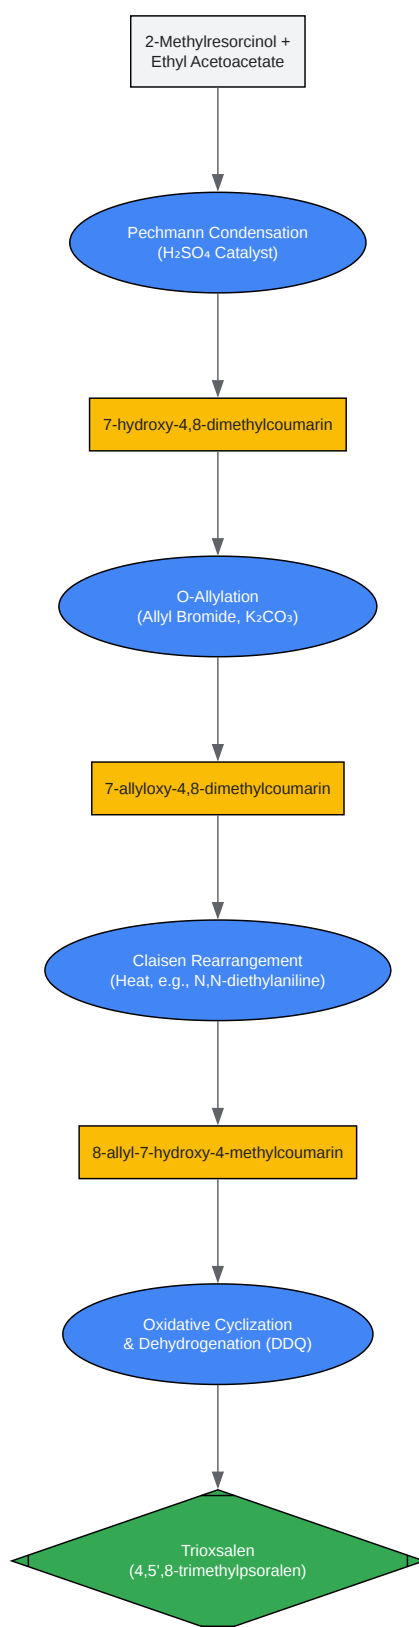 2-Methylresorcinol +
Ethyl Acetoacetate
Pechmann Condensation
(H₂SO₄ Catalyst)
7-hydroxy-4,8-dimethylcoumarin
O-Allylation
(Allyl Bromide, K₂CO₃)
7-allyloxy-4,8-dimethylcoumarin
Claisen Rearrangement
(Heat, e.g., N,N-diethylaniline)
8-allyl-7-hydroxy-4-methylcoumarin
Oxidative Cyclization
& Dehydrogenation (DDQ)
Trioxsalen
(4,5',8-trimethylpsoralen)